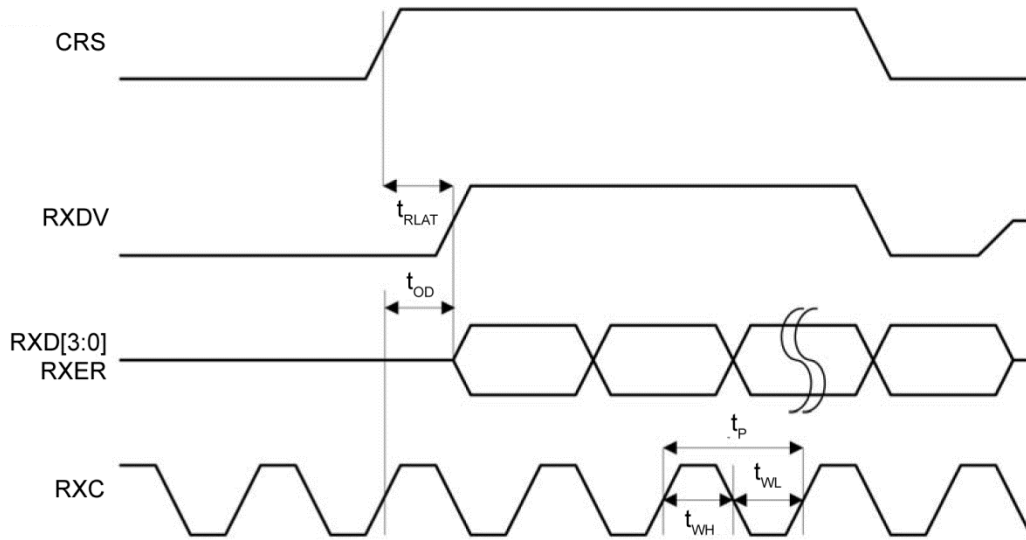 CRS
RXDV
tRLAT
tOD
RXD[3:0]
RXER
tP
RXC
tWL
tWH